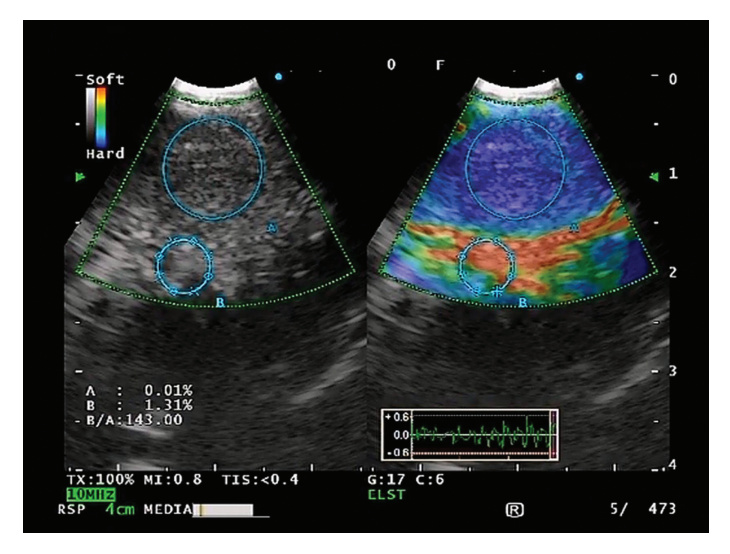 O F
Soft
Hard
0
1
2
3
4
A
B
A
B
A : 0.01%
B : 1.31%
B/A:143.00
+0.6
0.0
-0.6
TX:100% MI:0.8 TIS:<0.4
G:17 C:6
10MHz
ELST
RSP 4cm MEDIA
R
5/ 473